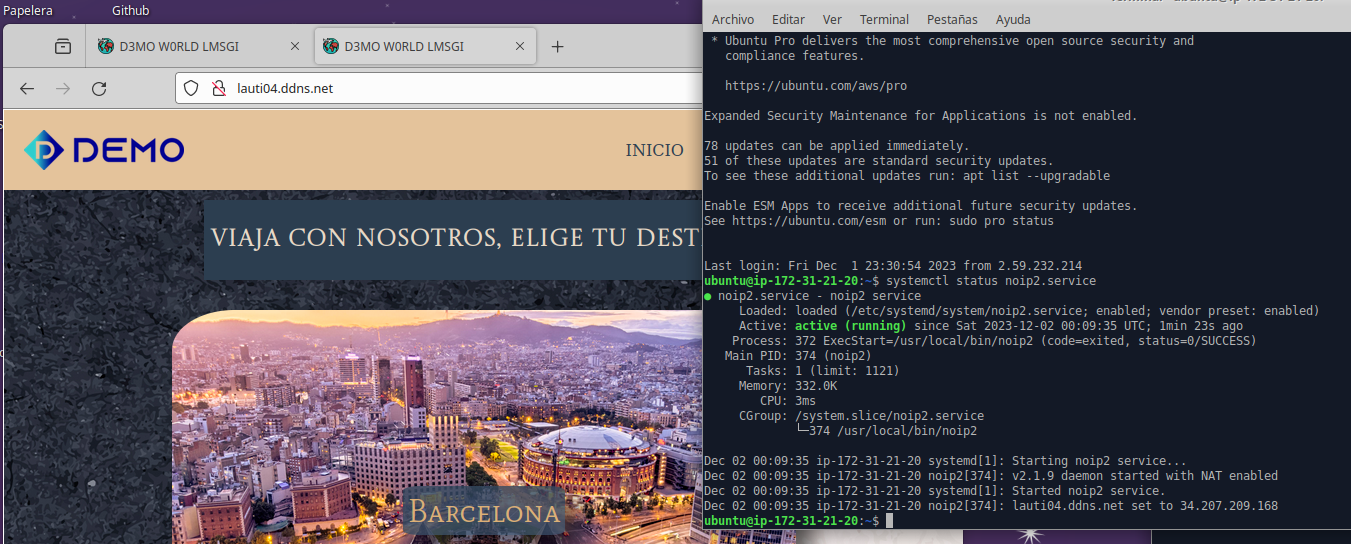 Papelera
Github
D3MO W0RLD LMSGI
D3MO W0RLD LMSGI
lauti04.ddns.net
DEMO
INICIO
VIAJA CON NOSOTROS, ELIGE TU DEST
BARCELONA
Archivo Editar Ver Terminal Pestañas Ayuda
* Ubuntu Pro delivers the most comprehensive open source security and
compliance features.
https://ubuntu.com/aws/pro
Expanded Security Maintenance for Applications is not enabled.
78 updates can be applied immediately.
51 of these updates are standard security updates.
To see these additional updates run: apt list --upgradable
Enable ESM Apps to receive additional future security updates.
See https://ubuntu.com/esm or run: sudo pro status
Last login: Fri Dec  1 23:30:54 2023 from 2.59.232.214
ubuntu@ip-172-31-21-20:~$ systemctl status noip2.service
● noip2.service - noip2 service
Loaded: loaded (/etc/systemd/system/noip2.service; enabled; vendor preset: enabled)
Active: active (running) since Sat 2023-12-02 00:09:35 UTC; 1min 23s ago
Process: 372 ExecStart=/usr/local/bin/noip2 (code=exited, status=0/SUCCESS)
Main PID: 374 (noip2)
Tasks: 1 (limit: 1121)
Memory: 332.0K
CPU: 3ms
CGroup: /system.slice/noip2.service
└─374 /usr/local/bin/noip2
Dec 02 00:09:35 ip-172-31-21-20 systemd[1]: Starting noip2 service...
Dec 02 00:09:35 ip-172-31-21-20 noip2[374]: v2.1.9 daemon started with NAT enabled
Dec 02 00:09:35 ip-172-31-21-20 systemd[1]: Started noip2 service.
Dec 02 00:09:35 ip-172-31-21-20 noip2[374]: lauti04.ddns.net set to 34.207.209.168
ubuntu@ip-172-31-21-20:~$